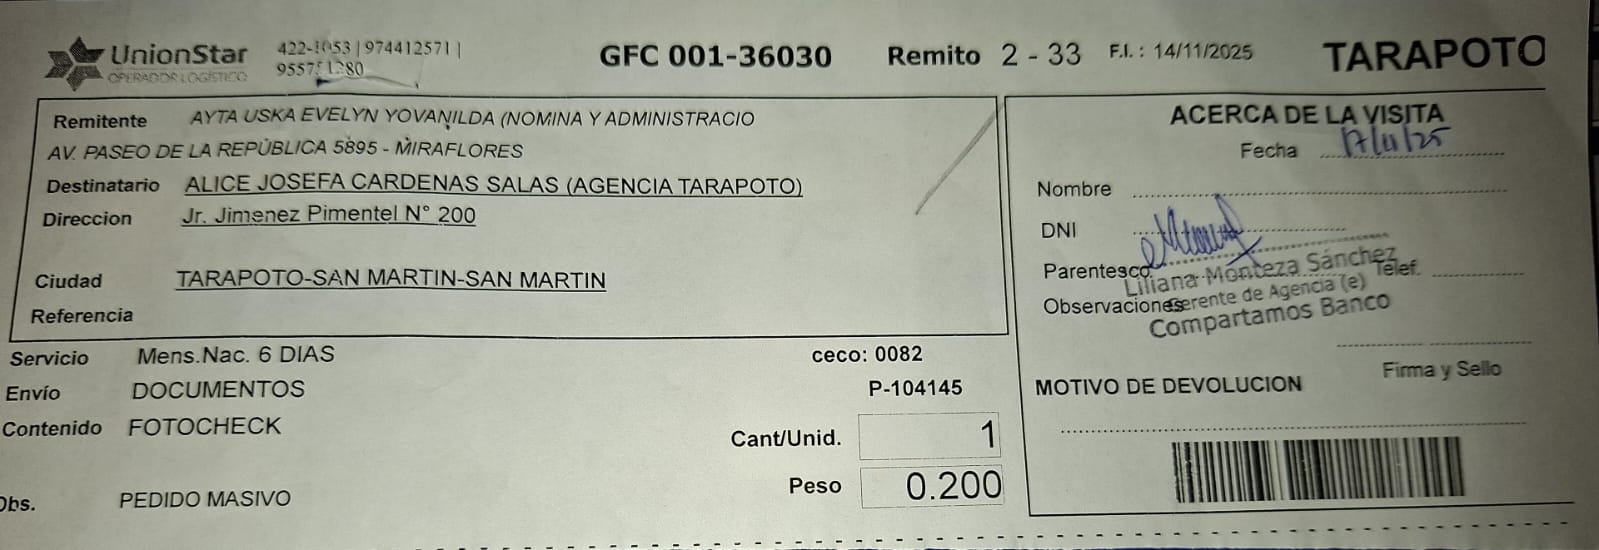 UnionStar
OPERADOR LOGÍSTICO
422-1053 | 974412571 |
GFC 001-36030
Remito 2 - 33
F.I. : 14/11/2025
TARAPOTO
Remitente AYTA USKA EVELYN YOVANILDA (NOMINA Y ADMINISTRACIO
AV. PASEO DE LA REPÚBLICA 5895 - MIRAFLORES
Destinatario ALICE JOSEFA CARDENAS SALAS (AGENCIA TARAPOTO)
Direccion Jr. Jimenez Pimentel N° 200
Ciudad TARAPOTO-SAN MARTIN-SAN MARTIN
Referencia
Servicio Mens.Nac. 6 DIAS
ceco: 0082
Envío DOCUMENTOS
P-104145
Contenido FOTOCHECK
Cant/Unid. 1
Peso 0.200
Obs. PEDIDO MASIVO
ACERCA DE LA VISITA
Fecha 17/11/25
Nombre
DNI
Parentesco Telef.
Liliana Monteza Sánchez
Observaciones
Gerente de Agencia (e)
Compartamos Banco
Firma y Sello
MOTIVO DE DEVOLUCION